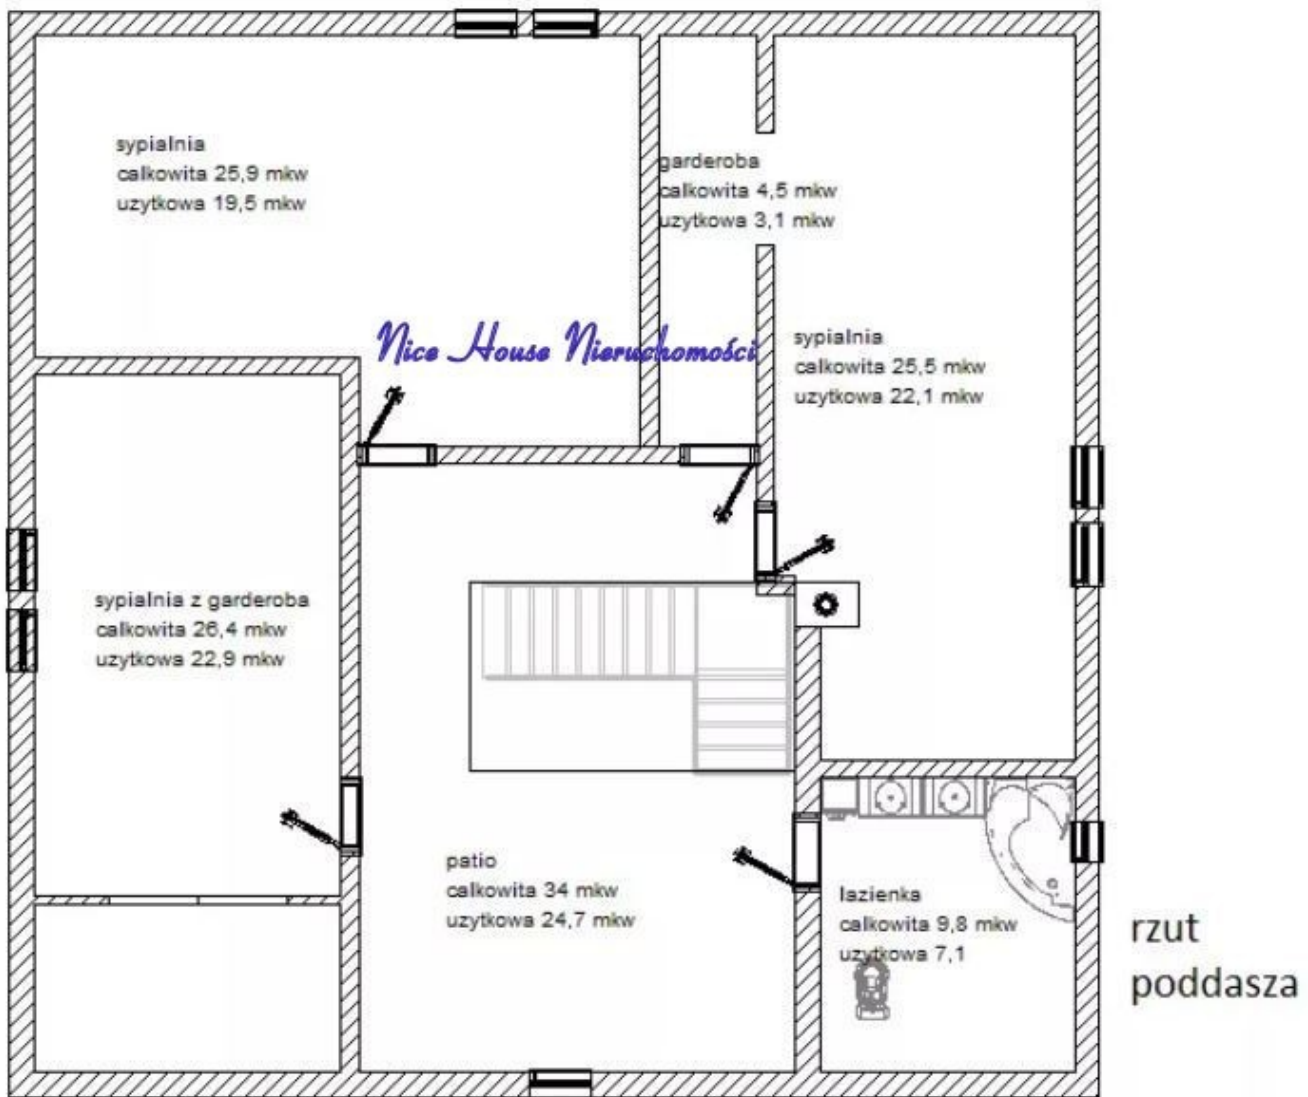 sypialnia
calkowita 25,9 mkw
uzytkowa 19,5 mkw
garderoba
calkowita 4,5 mkw
uzytkowa 3,1 mkw
Nice House Nieruchomości
sypialnia
calkowita 25,5 mkw
uzytkowa 22,1 mkw
sypialnia z garderoba
calkowita 26,4 mkw
uzytkowa 22,9 mkw
patio
calkowita 34 mkw
uzytkowa 24,7 mkw
lazienka
calkowita 9,8 mkw
uzytkowa 7,1
rzut
poddasza